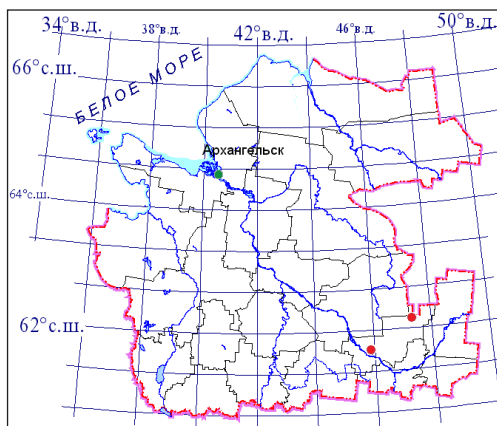 34°в.д.
38°в.д.
42°в.д.
46°в.д.
50°в.д.
66°с.ш.
БЕЛОЕ МОРЕ
Архангельск
64°с.ш.
62°с.ш.